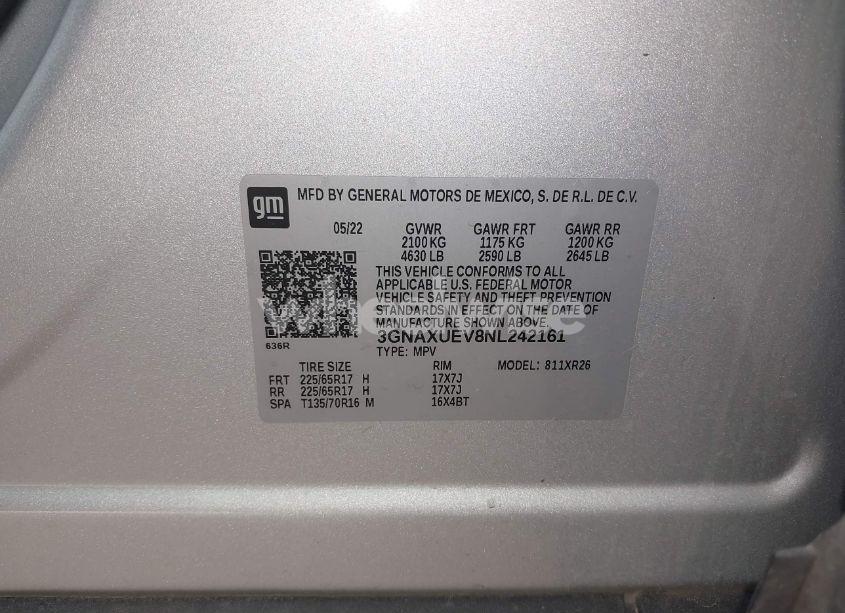 gm MFD BY GENERAL MOTORS DE MEXICO, S. DE R.L. DE C.V.
05/22 GVWR GAWR FRT GAWR RR
2100 KG 1175 KG 1200 KG
4630 LB 2590 LB 2645 LB
THIS VEHICLE CONFORMS TO ALL
APPLICABLE U.S. FEDERAL MOTOR
VEHICLE SAFETY AND THEFT PREVENTION
STANDARDS IN EFFECT ON THE DATE OF
MANUFACTURE SHOWN ABOVE.
3GNAXUEV8NL242161
636R
TYPE: MPV
TIRE SIZE RIM MODEL: 811XR26
FRT 225/65R17 H 17X7J
RR 225/65R17 H 17X7J
SPA T135/70R16 M 16X4BT